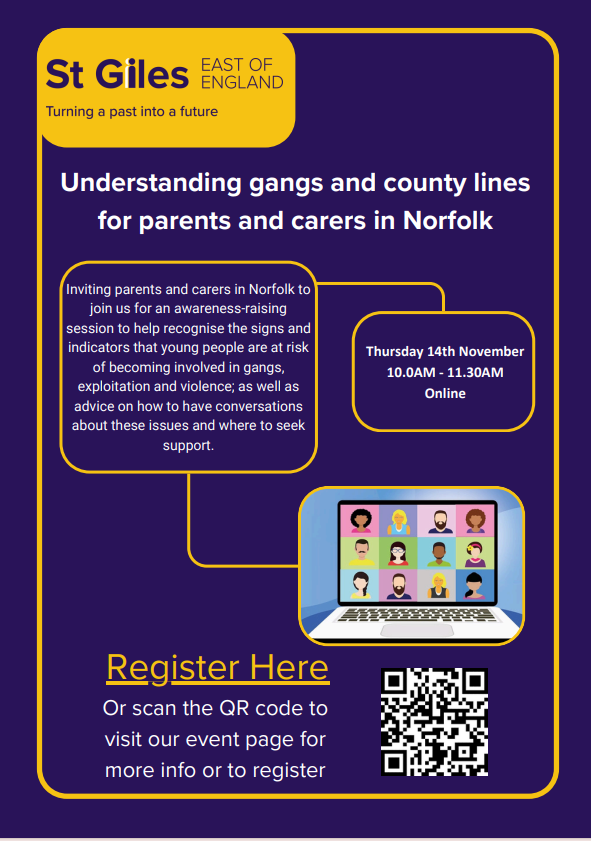 St Giles EAST OF
ENGLAND
Turning a past into a future
Understanding gangs and county lines
for parents and carers in Norfolk
Inviting parents and carers in Norfolk to
join us for an awareness-raising
session to help recognise the signs and
indicators that young people are at risk
of becoming involved in gangs,
exploitation and violence; as well as
advice on how to have conversations
about these issues and where to seek
support.
Thursday 14th November
10.0AM - 11.30AM
Online
Register Here
Or scan the QR code to
visit our event page for
more info or to register